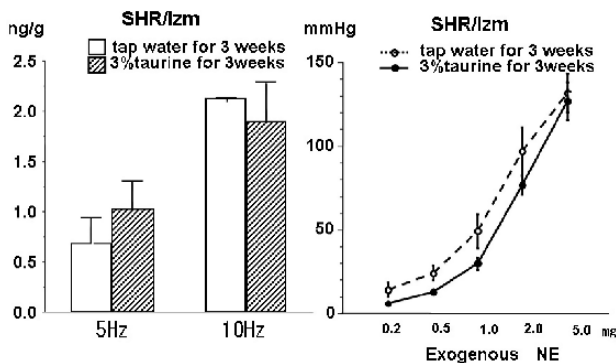 SHR/Izm
ng/g
tap water for 3 weeks
3%taurine for 3weeks
2.5
2.0
1.5
1.0
0.5
0.0
5Hz
10Hz
SHR/Izm
mmHg
tap water for 3 weeks
3%taurine for 3weeks
150
100
50
0
0.2
0.5
1.0
2.0
5.0
mg
Exogenous NE